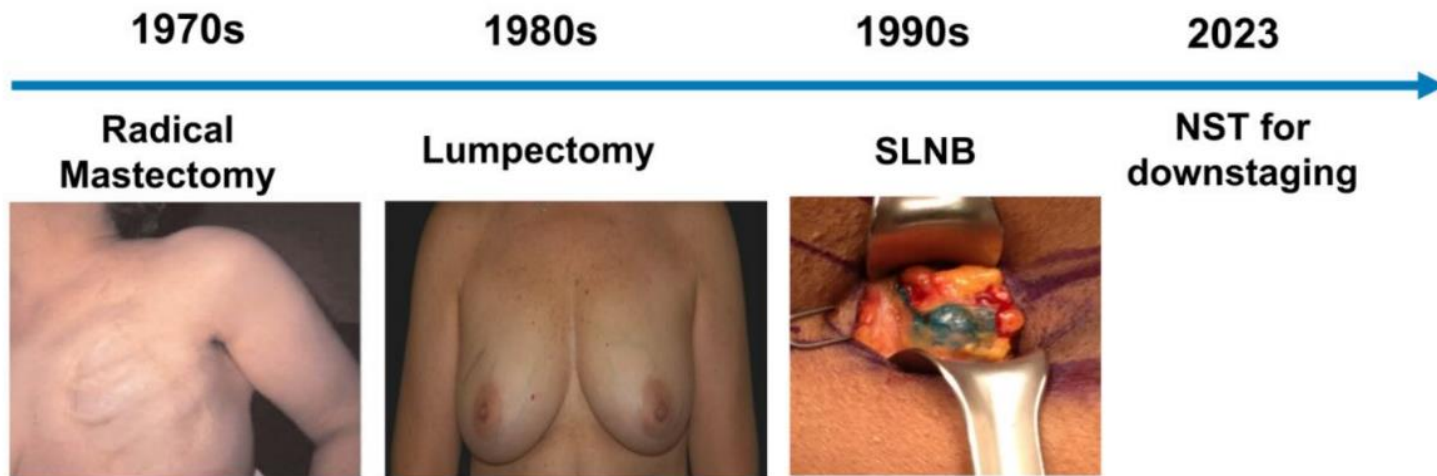 1970s
1980s
1990s
2023
Radical
Mastectomy
Lumpectomy
SLNB
NST for
downstaging